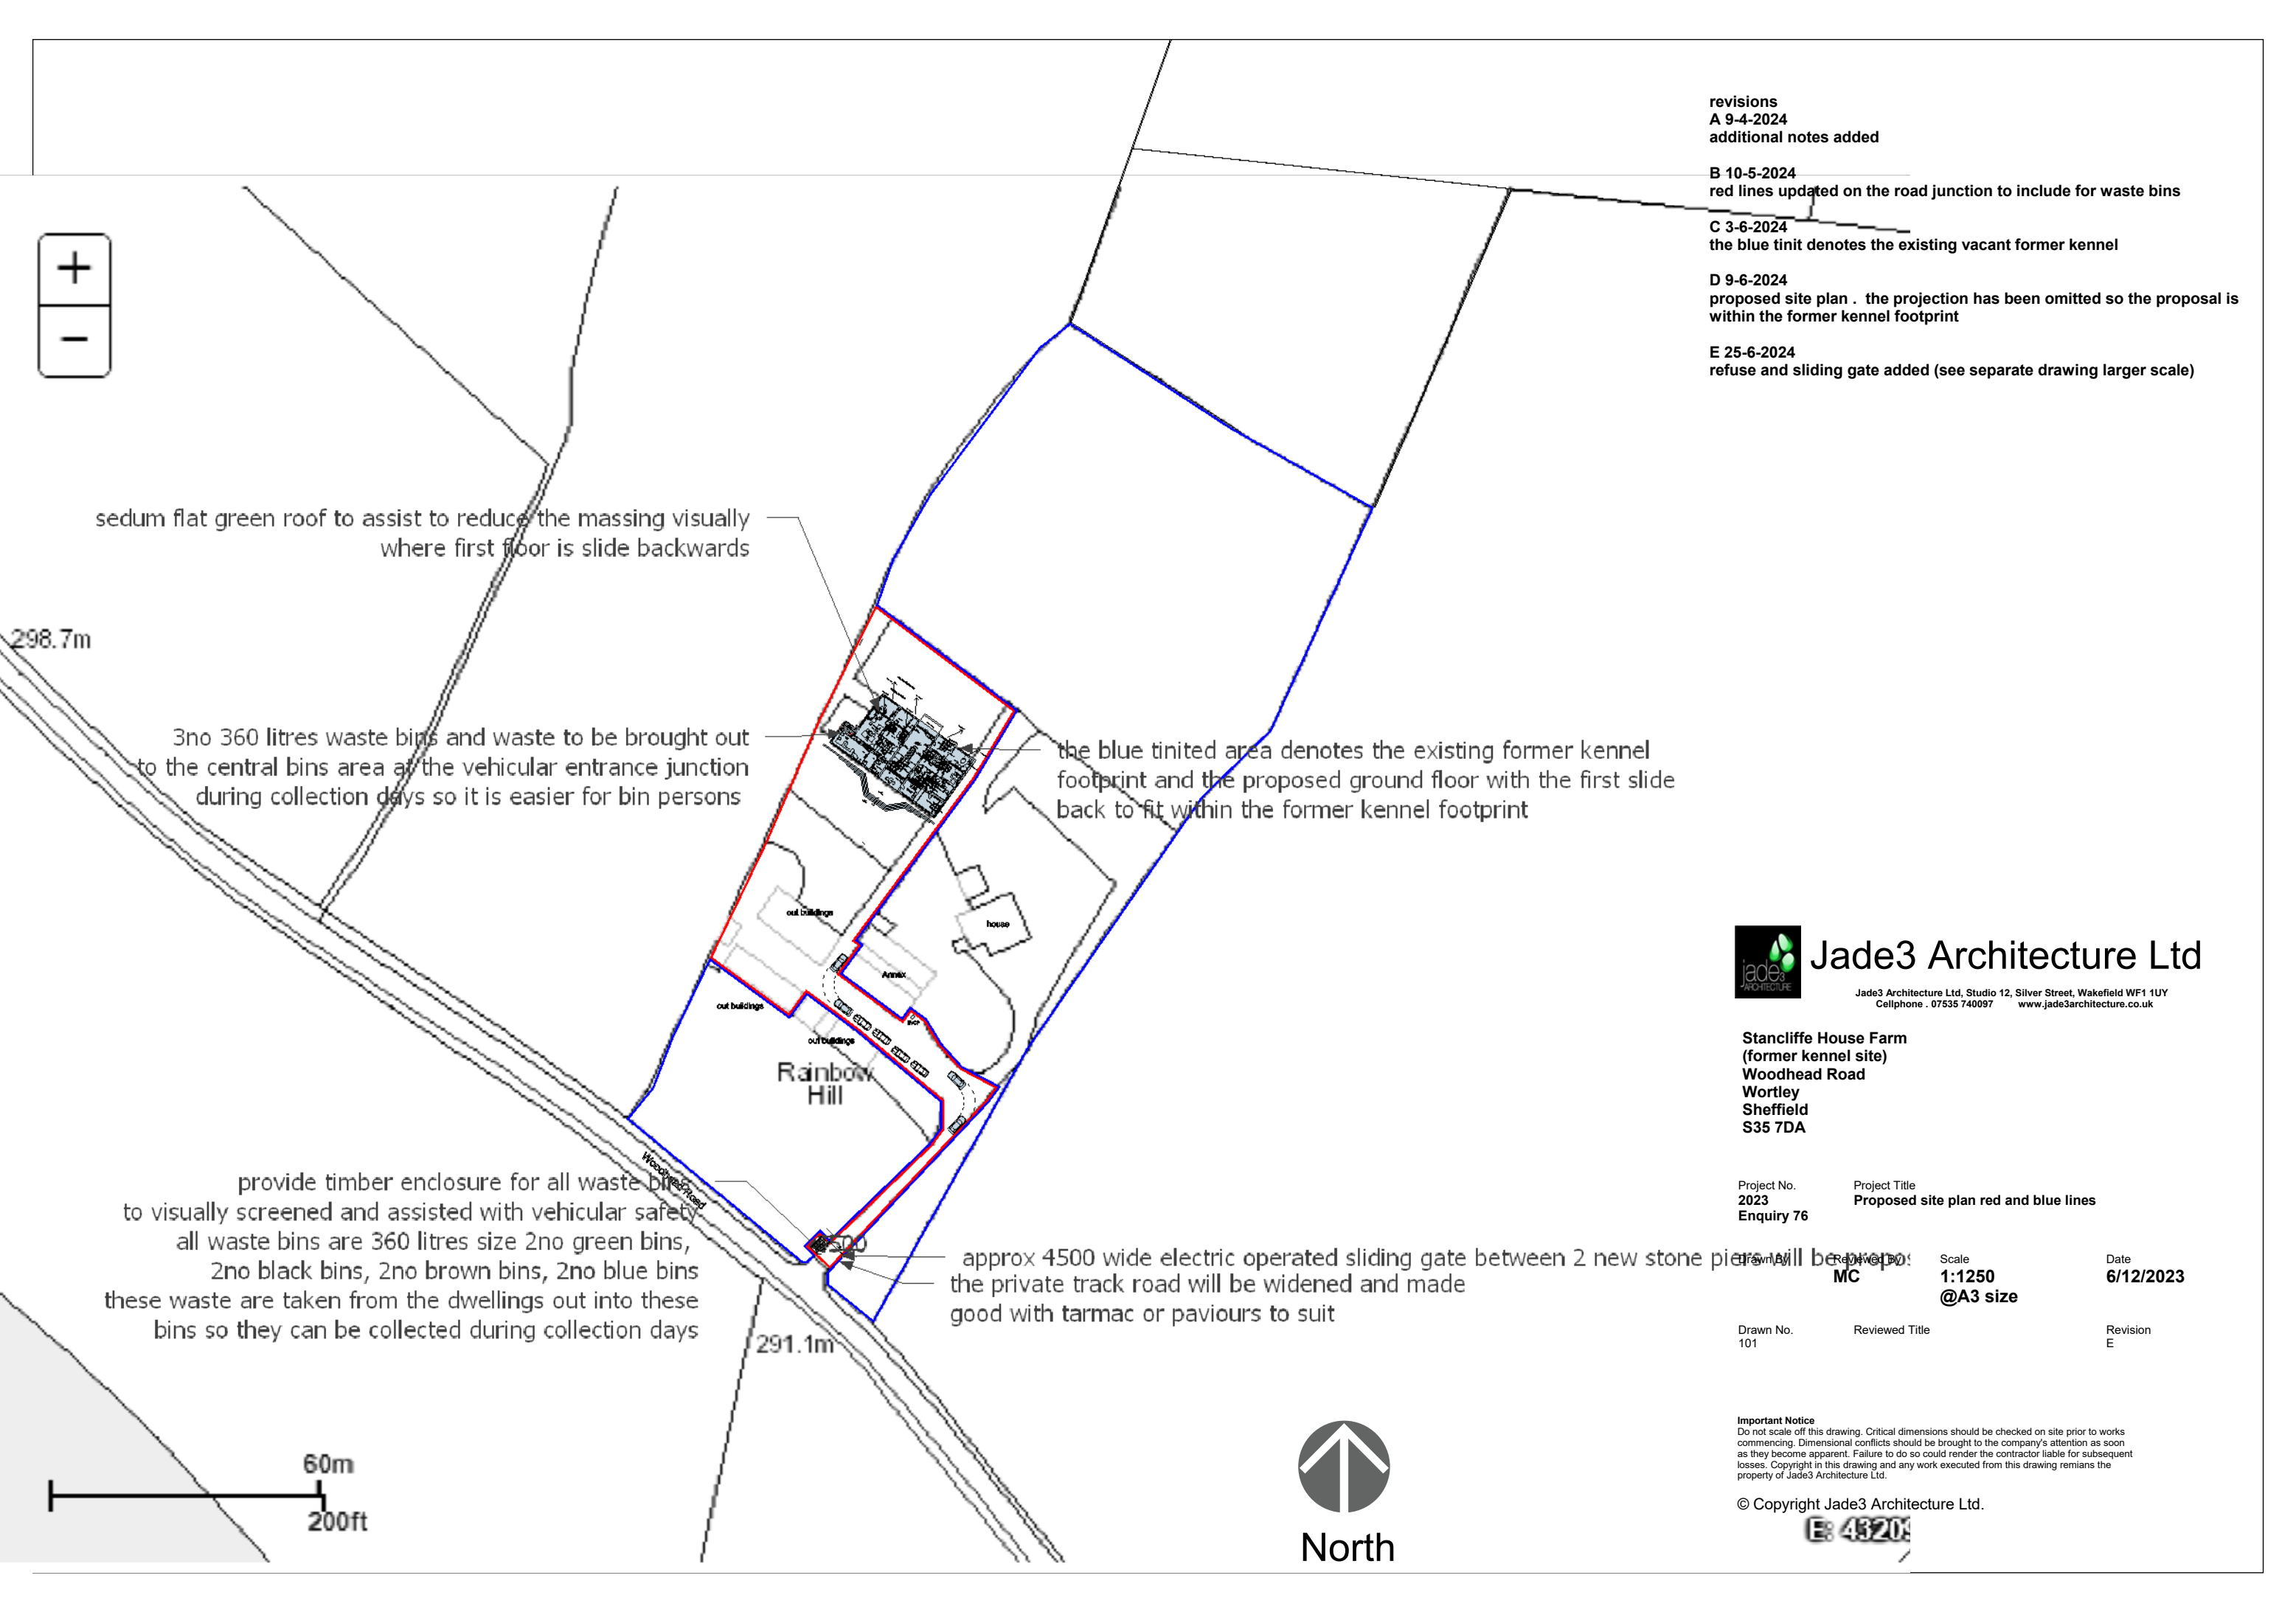 revisions
A 9-4-2024
additional notes added
B 10-5-2024
red lines updated on the road junction to include for waste bins
C 3-6-2024
the blue tinit denotes the existing vacant former kennel
D 9-6-2024
proposed site plan . the projection has been omitted so the proposal is
within the former kennel footprint
E 25-6-2024
refuse and sliding gate added (see separate drawing larger scale)
+
−
sedum flat green roof to assist to reduce the massing visually
where first floor is slide backwards
298.7m
3no 360 litres waste bins and waste to be brought out
to the central bins area at the vehicular entrance junction
during collection days so it is easier for bin persons
the blue tinited area denotes the existing former kennel
footprint and the proposed ground floor with the first slide
back to fit within the former kennel footprint
out buildings
house
Annex
out buildings
out buildings
Rainbow
Hill
Woodhead Road
provide timber enclosure for all waste bins
to visually screened and assisted with vehicular safety
all waste bins are 360 litres size 2no green bins,
2no black bins, 2no brown bins, 2no blue bins
these waste are taken from the dwellings out into these
bins so they can be collected during collection days
approx 4500 wide electric operated sliding gate between 2 new stone piers will be
the private track road will be widened and made
good with tarmac or paviours to suit
291.1m
60m
200ft
North
jade3
ARCHITECTURE
Jade3 Architecture Ltd
Jade3 Architecture Ltd, Studio 12, Silver Street, Wakefield WF1 1UY
Cellphone . 07535 740097 www.jade3architecture.co.uk
Stancliffe House Farm
(former kennel site)
Woodhead Road
Wortley
Sheffield
S35 7DA
Project No. Project Title
2023 Proposed site plan red and blue lines
Enquiry 76
Drawn By Reviewed By Scale Date
MC 1:1250 6/12/2023
@A3 size
Drawn No. Reviewed Title Revision
101 E
Important Notice
Do not scale off this drawing. Critical dimensions should be checked on site prior to works
commencing. Dimensional conflicts should be brought to the company's attention as soon
as they become apparent. Failure to do so could render the contractor liable for subsequent
losses. Copyright in this drawing and any work executed from this drawing remians the
property of Jade3 Architecture Ltd.
© Copyright Jade3 Architecture Ltd.
E: 4320